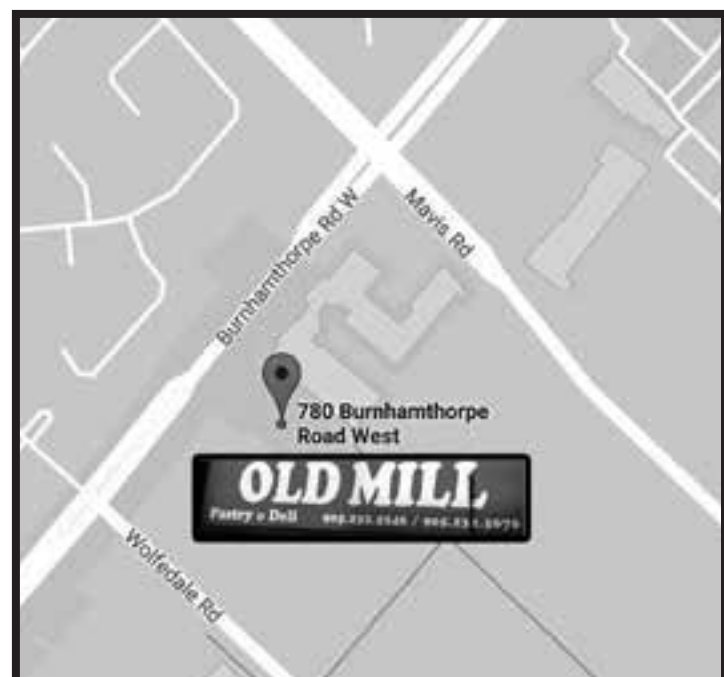 Burnhamthorpe Rd W
Mavis Rd
780 Burnhamthorpe
Road West
OLD MILL
Pastry & Deli
Wolfedale Rd